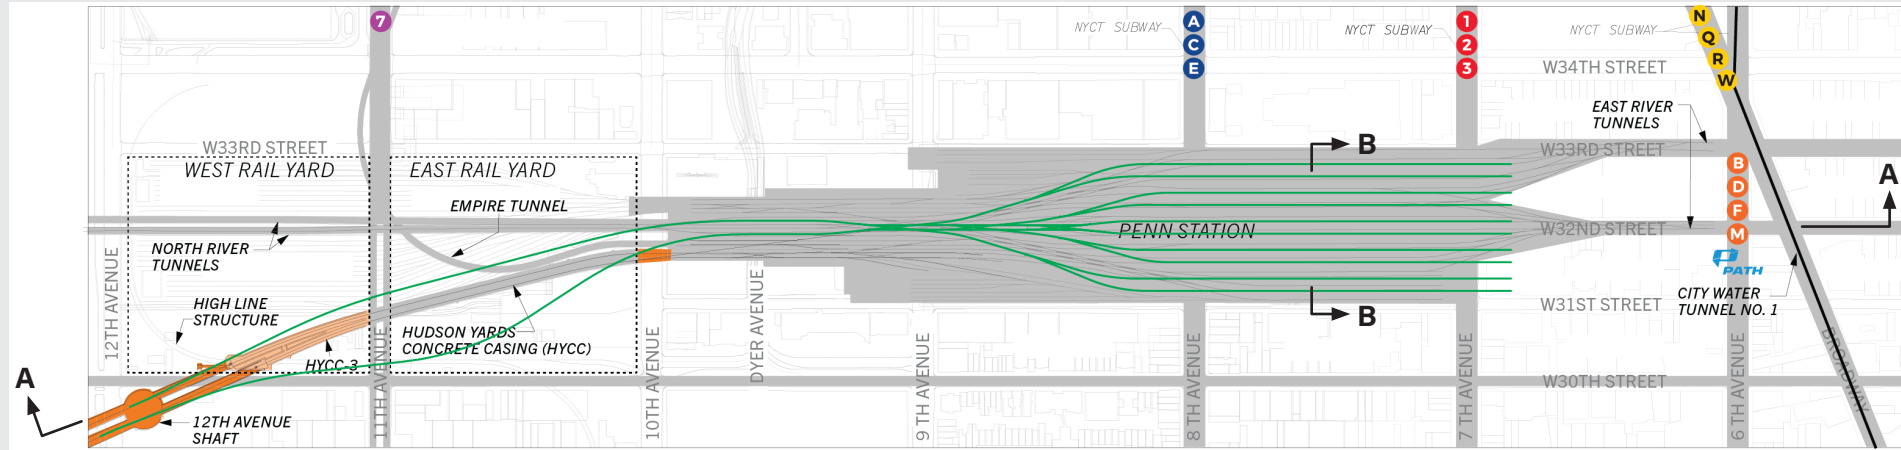 7
NYCT SUBWAY
A
C
E
NYCT SUBWAY
1
2
3
NYCT SUBWAY
N
Q
R
W
W34TH STREET
EAST RIVER
TUNNELS
W33RD STREET
W33RD STREET
WEST RAIL YARD
EAST RAIL YARD
B
B
D
F
M
PATH
A
EMPIRE TUNNEL
NORTH RIVER
TUNNELS
PENN STATION
W32ND STREET
12TH AVENUE
HIGH LINE
STRUCTURE
HYCC-3
HUDSON YARDS
CONCRETE CASING (HYCC)
11TH AVENUE
10TH AVENUE
DYER AVENUE
9TH AVENUE
8TH AVENUE
B
7TH AVENUE
W31ST STREET
CITY WATER
TUNNEL NO. 1
6TH AVENUE
BROADWAY
W30TH STREET
A
12TH AVENUE
SHAFT